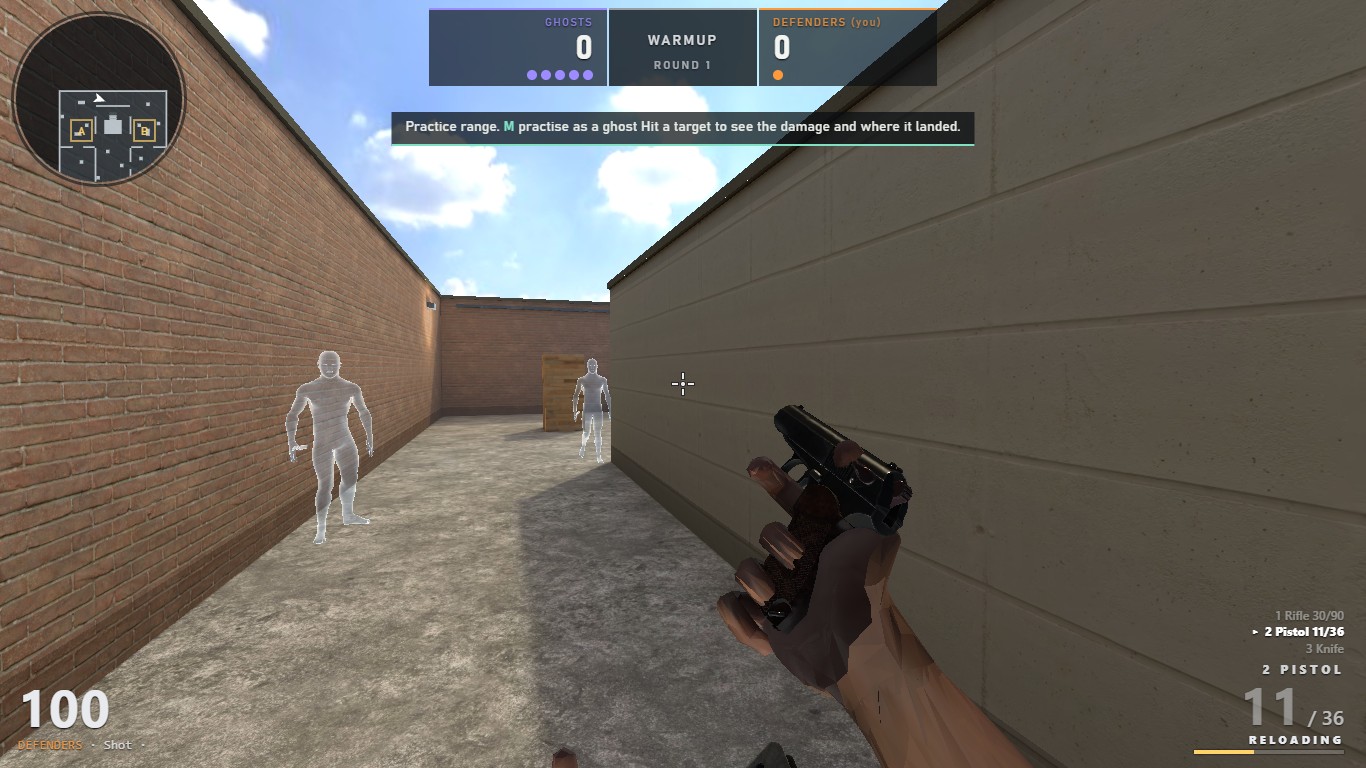 GHOSTS
0
WARMUP
ROUND 1
DEFENDERS (you)
0
Practice range. M practise as a ghost Hit a target to see the damage and where it landed.
A
B
1 Rifle 30/90
▸ 2 Pistol 11/36
3 Knife
2 PISTOL
11 / 36
RELOADING
100
DEFENDERS · Shot ·